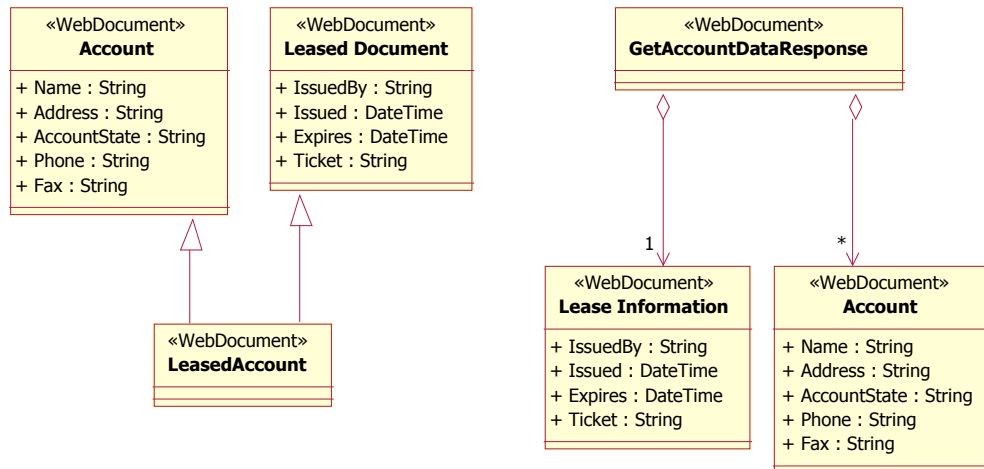 «WebDocument»
Account
+ Name : String
+ Address : String
+ AccountState : String
+ Phone : String
+ Fax : String
«WebDocument»
Leased Document
+ IssuedBy : String
+ Issued : DateTime
+ Expires : DateTime
+ Ticket : String
«WebDocument»
LeasedAccount
«WebDocument»
GetAccountDataResponse
1
*
«WebDocument»
Lease Information
+ IssuedBy : String
+ Issued : DateTime
+ Expires : DateTime
+ Ticket : String
«WebDocument»
Account
+ Name : String
+ Address : String
+ AccountState : String
+ Phone : String
+ Fax : String